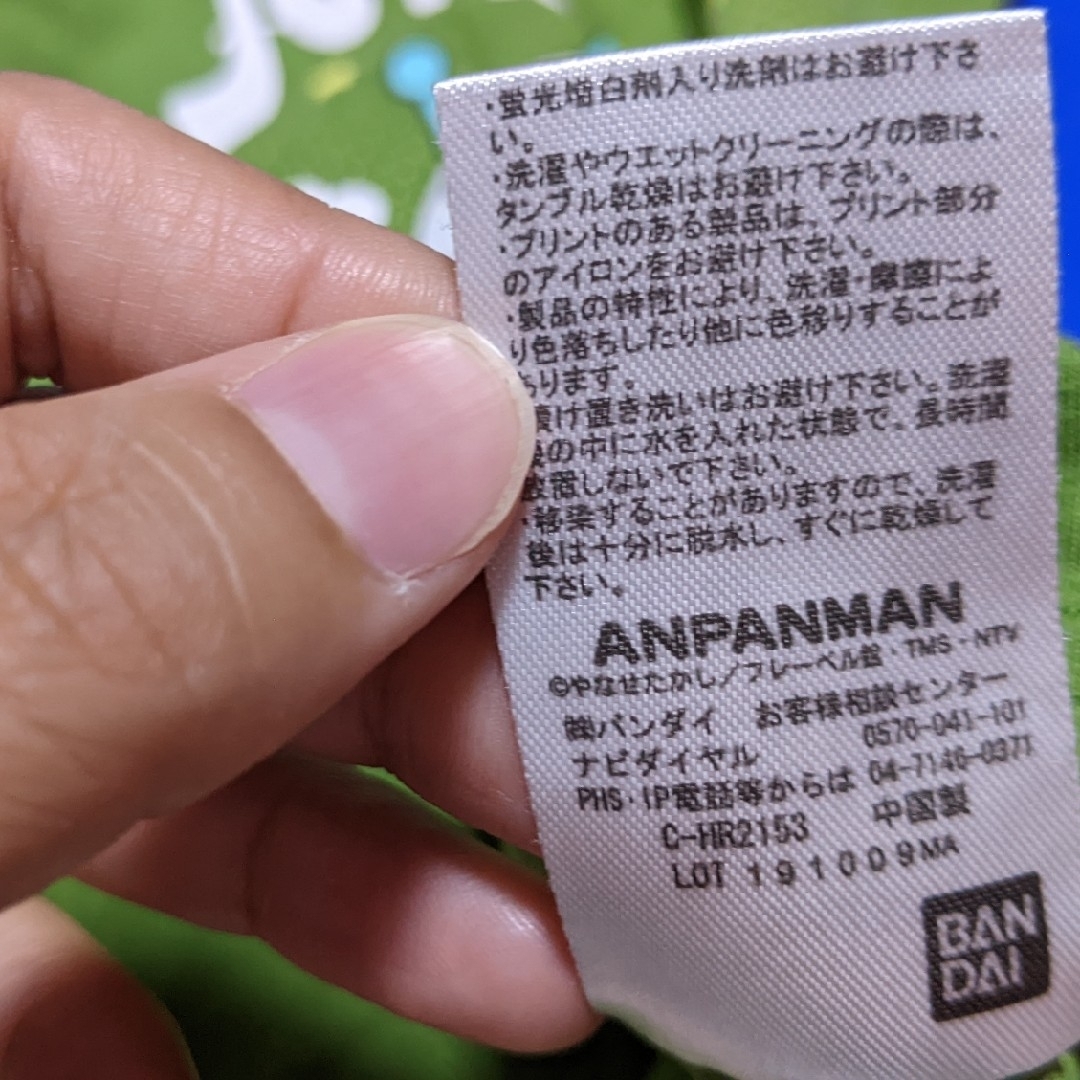 ・蛍光増白剤入り洗剤はお避け下さ
い。
・洗濯やウエットクリーニングの際は、
タンブル乾燥はお避け下さい。
・プリントのある製品は、プリント部分
のアイロンをお避け下さい。
・製品の特性により、洗濯・摩擦によ
り色落ちしたり他に色移りすることが
ります。
け置き洗いはお避け下さい。洗濯
の中に水を入れた状態で、長時間
しないで下さい。
・移染することがありますので、洗濯
後は十分に脱水し、すぐに乾燥して
下さい。
ANPANMAN
©やなせたかし/フレーベル館・TMS・NTV
㈱バンダイ お客様相談センター
ナビダイヤル 0570-041-101
PHS・IP電話等からは 04-7146-0371
C-HR2153 中国製
LOT 191009MA
BAN
DAI